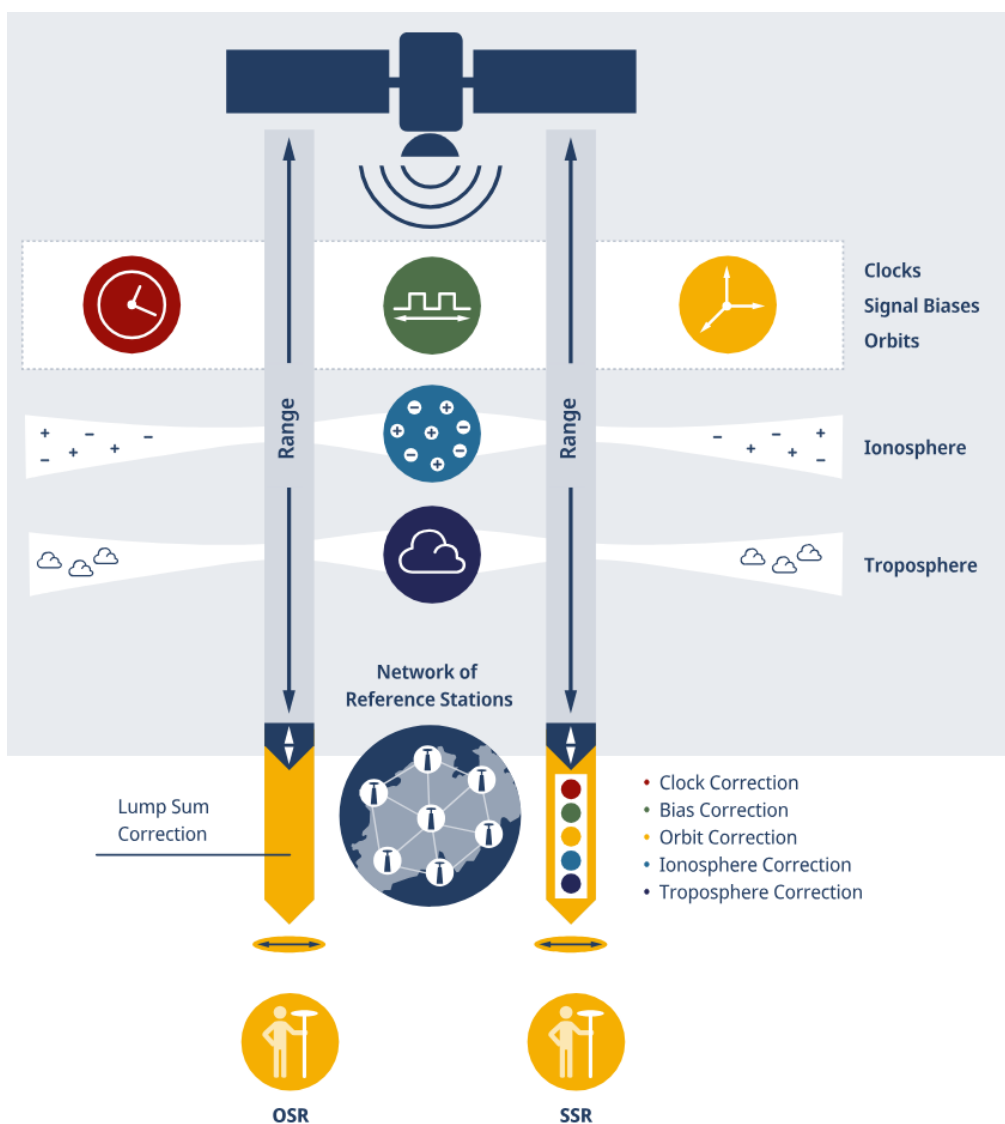 Clocks
Signal Biases
Orbits
Range
Range
Ionosphere
Troposphere
Network of
Reference Stations
Lump Sum
Correction
• Clock Correction
• Bias Correction
• Orbit Correction
• Ionosphere Correction
• Troposphere Correction
OSR
SSR